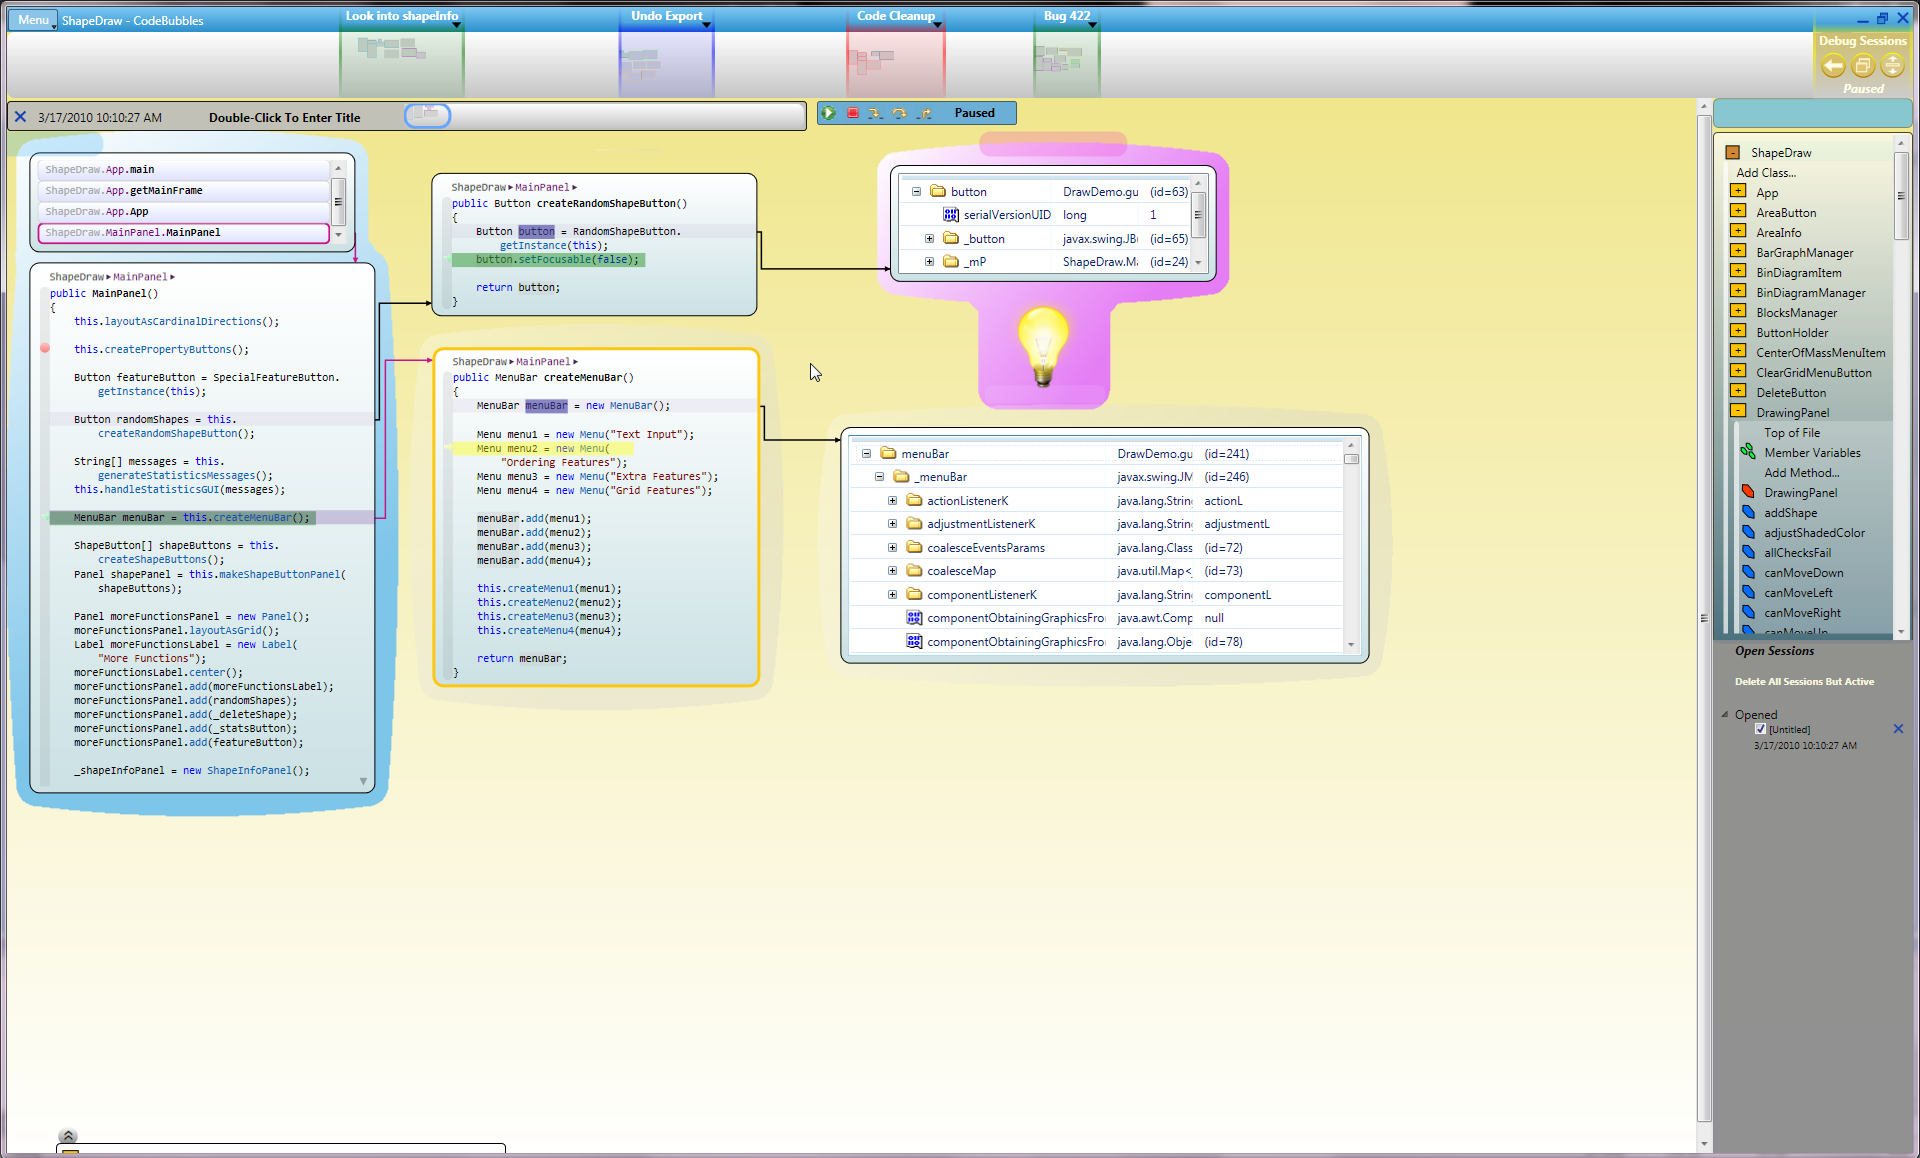 Menu
ShapeDraw - CodeBubbles
Look into shapeInfo
Undo Export
Code Cleanup
Bug 422
Debug Sessions
Paused
3/17/2010 10:10:27 AM
Double-Click To Enter Title
Paused
ShapeDraw.App.main
ShapeDraw.App.getMainFrame
ShapeDraw.App.App
ShapeDraw.MainPanel.MainPanel
ShapeDraw▸MainPanel▸
public MainPanel()
{
this.layoutAsCardinalDirections();
this.createPropertyButtons();
Button featureButton = SpecialFeatureButton.
getInstance(this);
Button randomShapes = this.
createRandomShapeButton();
String[] messages = this.
generateStatisticsMessages();
this.handleStatisticsGUI(messages);
MenuBar menuBar = this.createMenuBar();
ShapeButton[] shapeButtons = this.
createShapeButtons();
Panel shapePanel = this.makeShapeButtonPanel(
shapeButtons);
Panel moreFunctionsPanel = new Panel();
moreFunctionsPanel.layoutAsGrid();
Label moreFunctionsLabel = new Label(
"More Functions");
moreFunctionsLabel.center();
moreFunctionsPanel.add(moreFunctionsLabel);
moreFunctionsPanel.add(randomShapes);
moreFunctionsPanel.add(_deleteShape);
moreFunctionsPanel.add(_statsButton);
moreFunctionsPanel.add(featureButton);
_shapeInfoPanel = new ShapeInfoPanel();
ShapeDraw▸MainPanel▸
public Button createRandomShapeButton()
{
Button button = RandomShapeButton.
getInstance(this);
button.setFocusable(false);
return button;
}
ShapeDraw▸MainPanel▸
public MenuBar createMenuBar()
{
MenuBar menuBar = new MenuBar();
Menu menu1 = new Menu("Text Input");
Menu menu2 = new Menu(
"Ordering Features");
Menu menu3 = new Menu("Extra Features");
Menu menu4 = new Menu("Grid Features");
menuBar.add(menu1);
menuBar.add(menu2);
menuBar.add(menu3);
menuBar.add(menu4);
this.createMenu1(menu1);
this.createMenu2(menu2);
this.createMenu3(menu3);
this.createMenu4(menu4);
return menuBar;
}
button DrawDemo.gu (id=63)
serialVersionUID long 1
_button javax.swing.JBu (id=65)
_mP ShapeDraw.Ma (id=24)
menuBar DrawDemo.gu (id=241)
_menuBar javax.swing.JM (id=246)
actionListenerK java.lang.String actionL
adjustmentListenerK java.lang.String adjustmentL
coalesceEventsParams java.lang.Class (id=72)
coalesceMap java.util.Map< (id=73)
componentListenerK java.lang.String componentL
componentObtainingGraphicsFro java.awt.Comp null
componentObtainingGraphicsFro java.lang.Obje (id=78)
ShapeDraw
Add Class...
App
AreaButton
AreaInfo
BarGraphManager
BinDiagramItem
BinDiagramManager
BlocksManager
ButtonHolder
CenterOfMassMenuItem
ClearGridMenuButton
DeleteButton
DrawingPanel
Top of File
Member Variables
Add Method...
DrawingPanel
addShape
adjustShadedColor
allChecksFail
canMoveDown
canMoveLeft
canMoveRight
canMoveUp
Open Sessions
Delete All Sessions But Active
Opened
[Untitled]
3/17/2010 10:10:27 AM